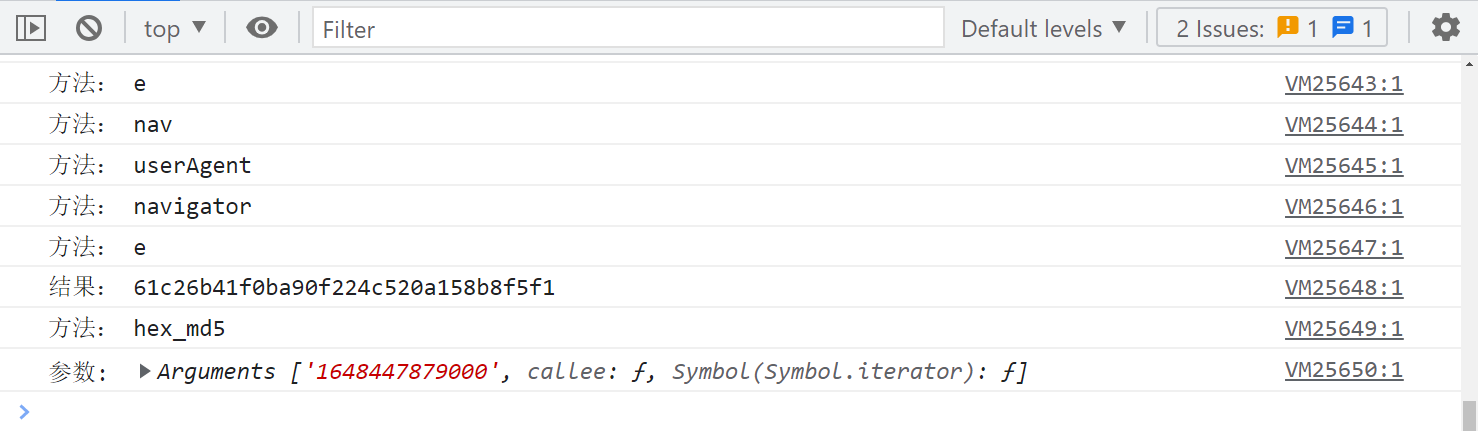 top ▼ Filter Default levels ▼ 2 Issues: 1 1
方法： e VM25643:1
方法： nav VM25644:1
方法： userAgent VM25645:1
方法： navigator VM25646:1
方法： e VM25647:1
结果： 61c26b41f0ba90f224c520a158b8f5f1 VM25648:1
方法： hex_md5 VM25649:1
参数: ▶Arguments ['1648447879000', callee: ƒ, Symbol(Symbol.iterator): ƒ] VM25650:1